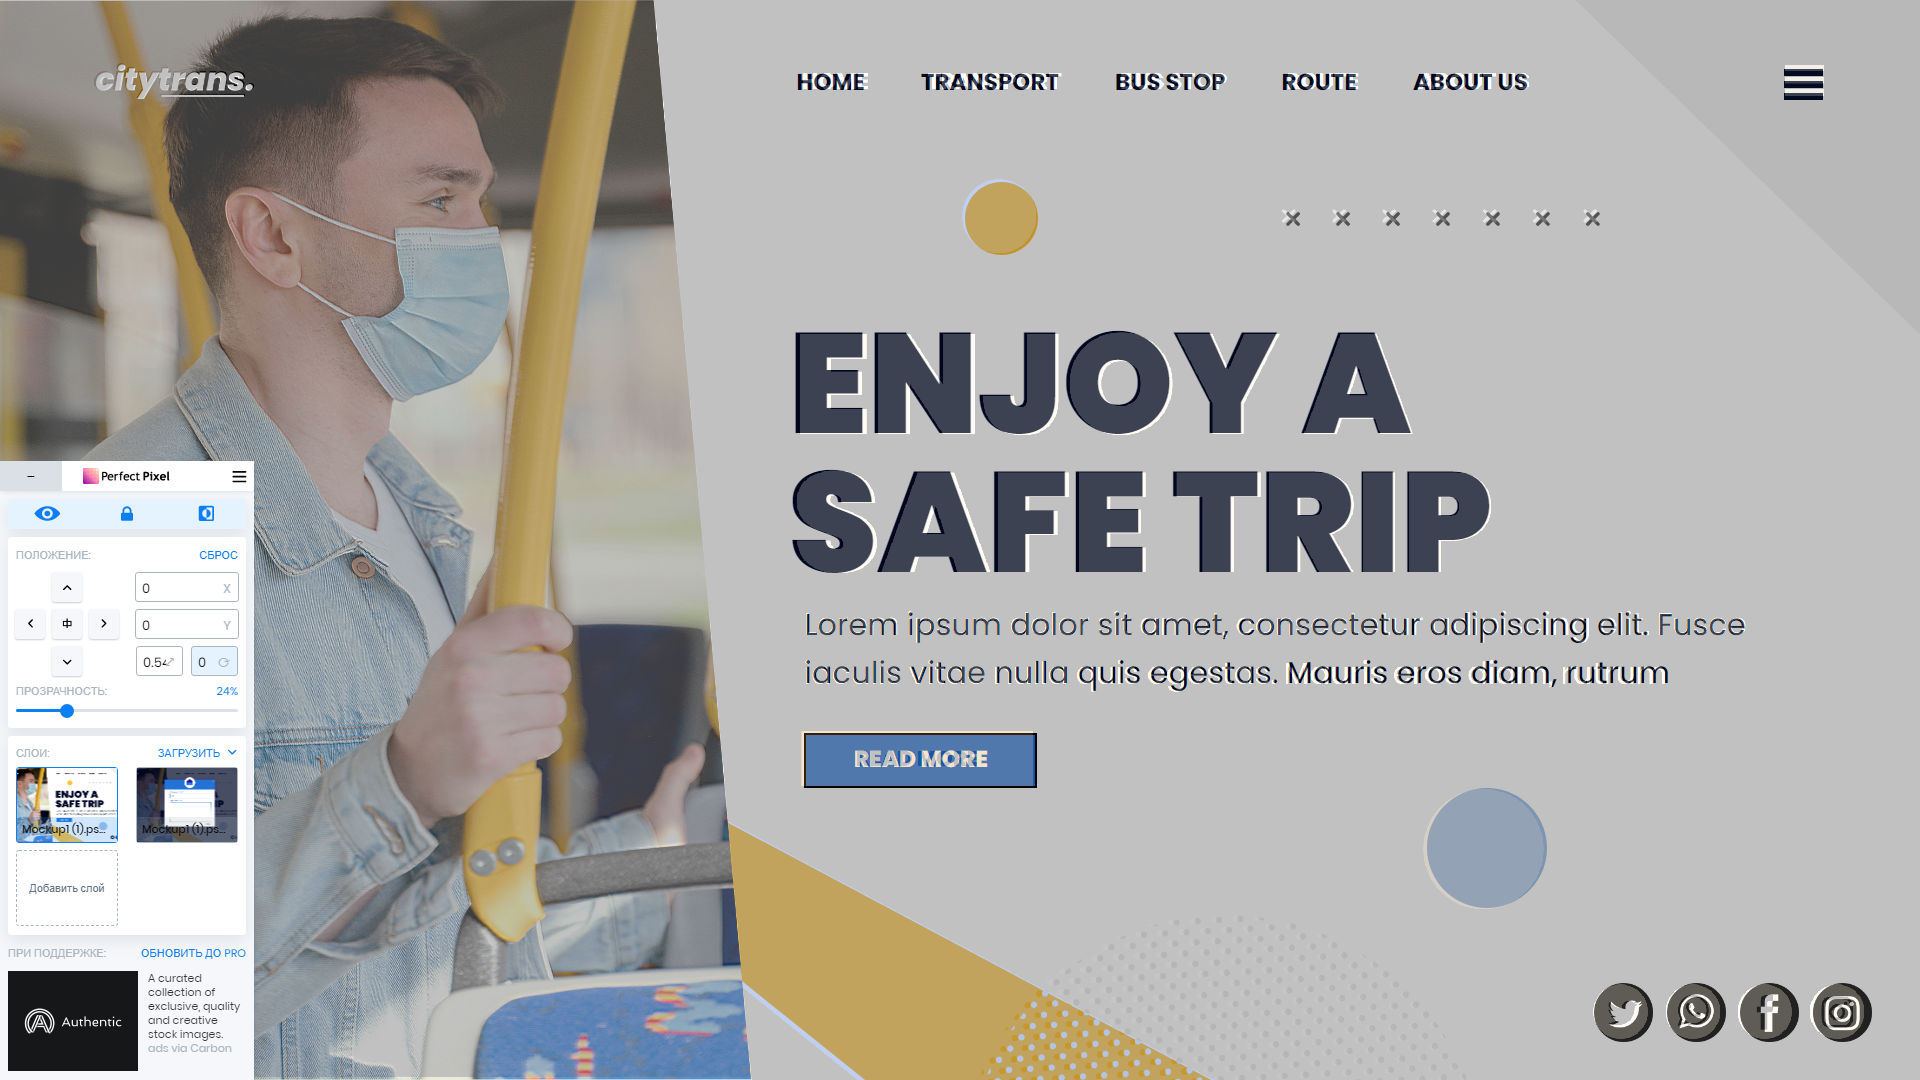 citytrans.
HOME TRANSPORT BUS STOP ROUTE ABOUT US
ENJOY A
SAFE TRIP
Lorem ipsum dolor sit amet, consectetur adipiscing elit. Fusce
iaculis vitae nulla quis egestas. Mauris eros diam, rutrum
READ MORE
Perfect Pixel
ПОЛОЖЕНИЕ: СБРОС
0 X
0 Y
0.54 0
ПРОЗРАЧНОСТЬ: 24%
СЛОИ: ЗАГРУЗИТЬ
ENJOY A
SAFE TRIP
Mockup1 (1).ps... Mockup1 (1).ps...
Добавить слой
ПРИ ПОДДЕРЖКЕ: ОБНОВИТЬ ДО PRO
Authentic
A curated
collection of
exclusive, quality
and creative
stock images.
ads via Carbon